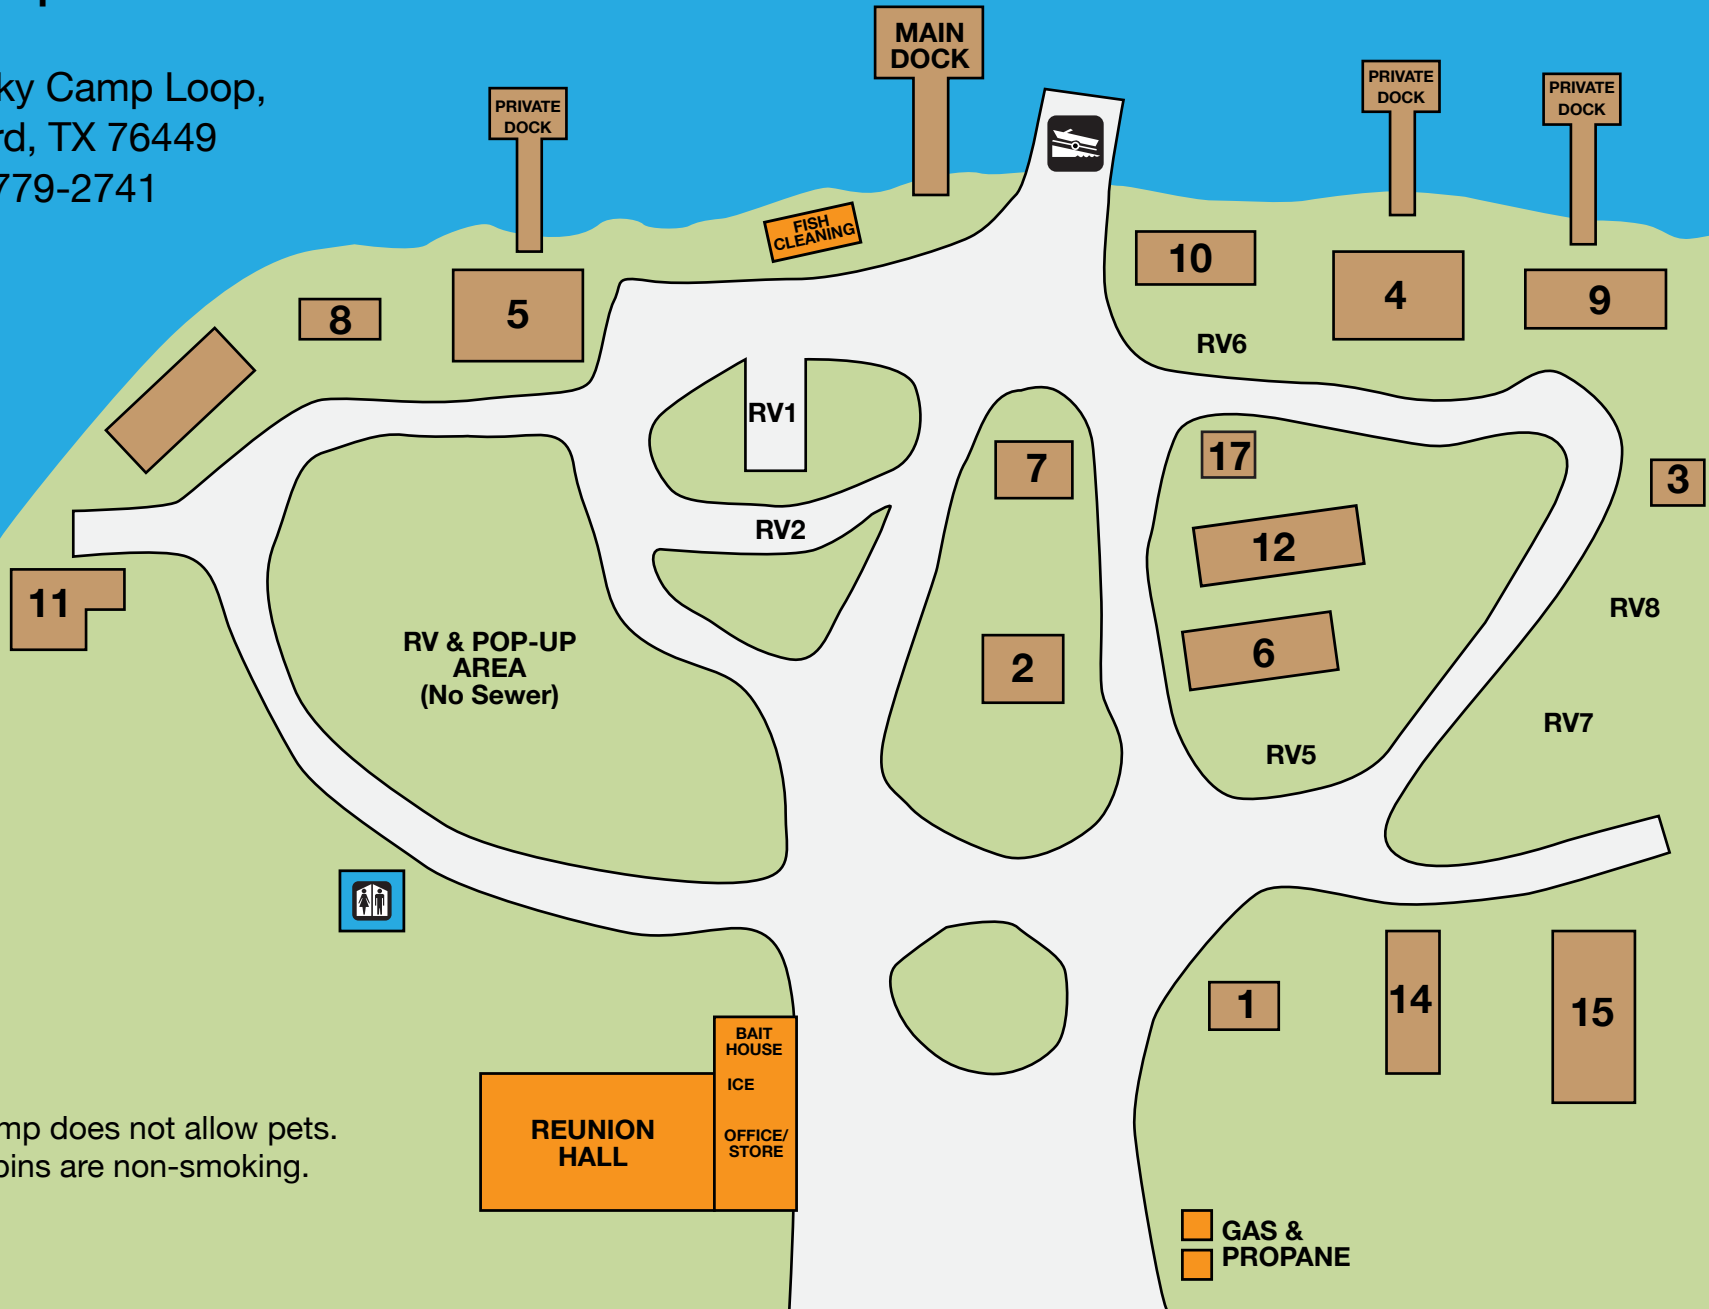 ky Camp Loop,
rd, TX 76449
779-2741
MAIN
DOCK
PRIVATE
DOCK
PRIVATE
DOCK
PRIVATE
DOCK
FISH
CLEANING
10
4
9
8
5
RV6
RV1
7
17
3
RV2
12
11
RV & POP-UP
AREA
(No Sewer)
2
6
RV8
RV7
RV5
1
14
15
BAIT
HOUSE
ICE
OFFICE/
STORE
REUNION
HALL
mp does not allow pets.
bins are non-smoking.
GAS &
PROPANE